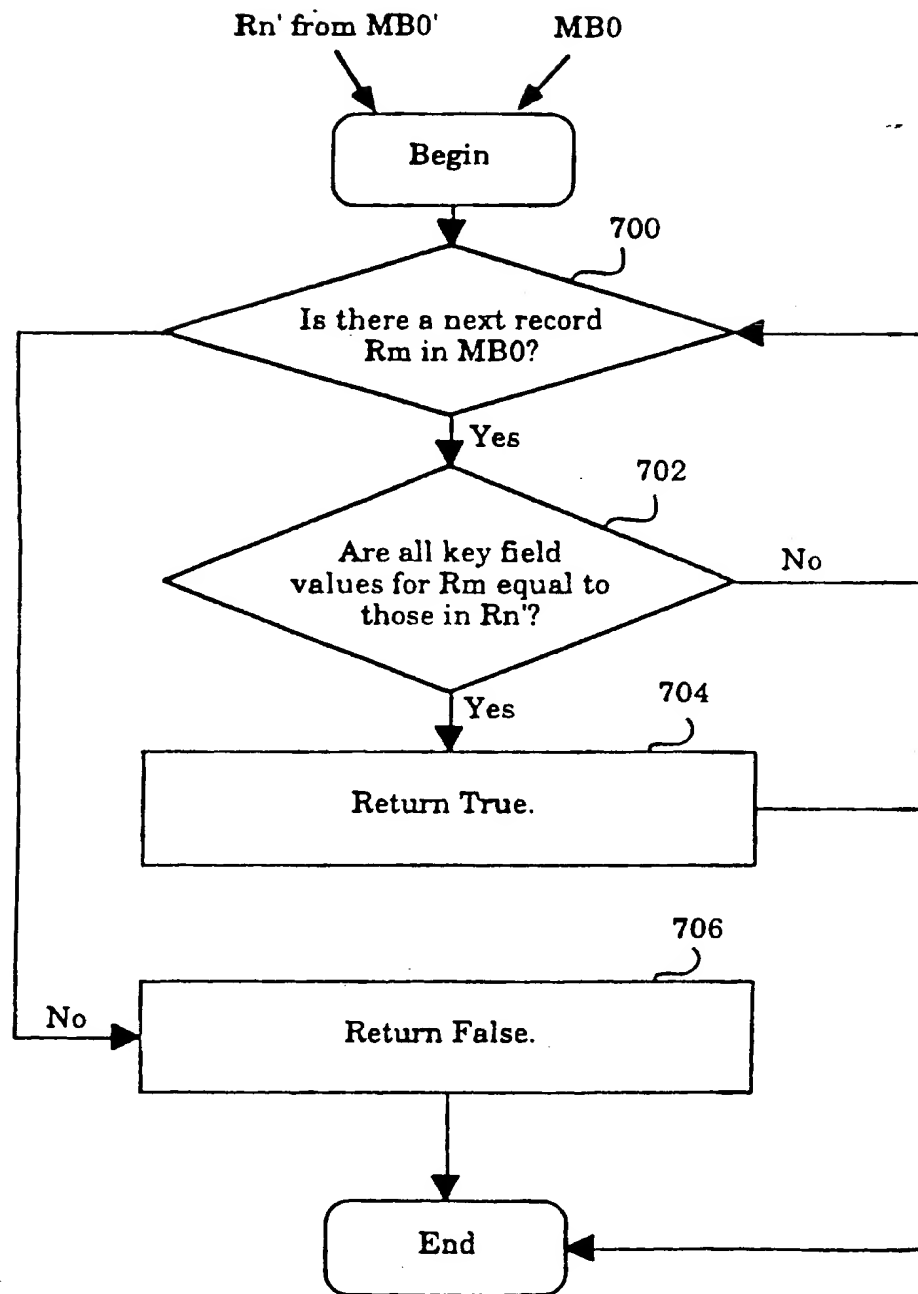 Rn' from MB0'
MB0
Begin
700
Is there a next record
Rm in MB0?
Yes
702
Are all key field
values for Rm equal to
those in Rn'?
No
Yes
704
Return True.
706
No
Return False.
End